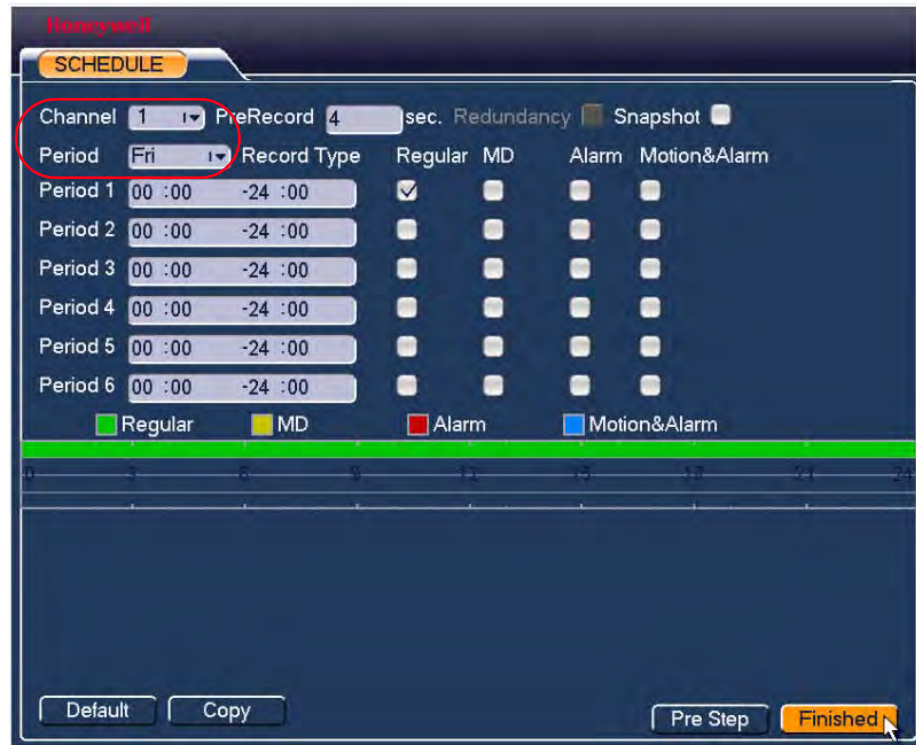 Honeywell
SCHEDULE
Channel 1 PreRecord 4 sec. Redundancy Snapshot
Period Fri Record Type Regular MD Alarm Motion&Alarm
Period 1 00 :00 -24 :00
Period 2 00 :00 -24 :00
Period 3 00 :00 -24 :00
Period 4 00 :00 -24 :00
Period 5 00 :00 -24 :00
Period 6 00 :00 -24 :00
Regular MD Alarm Motion&Alarm
0 3 6 9 12 15 18 21 24
Default Copy Pre Step Finished